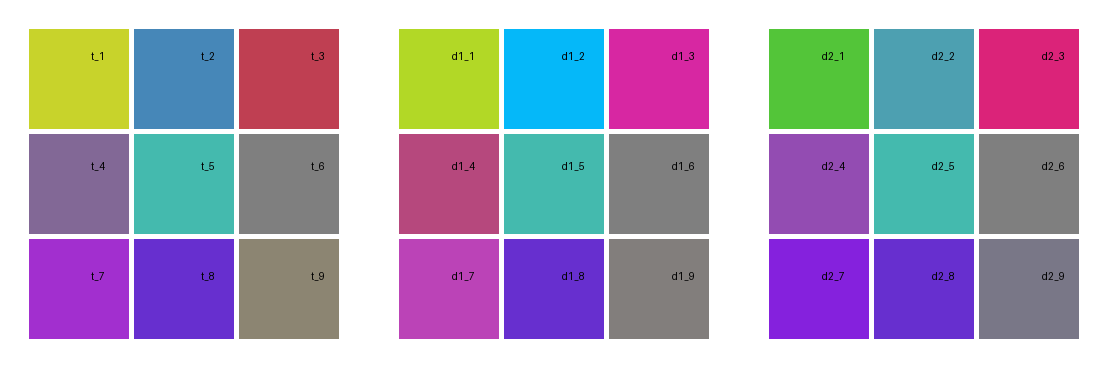 t_1 t_2 t_3 d1_1 d1_2 d1_3 d2_1 d2_2 d2_3
t_4 t_5 t_6 d1_4 d1_5 d1_6 d2_4 d2_5 d2_6
t_7 t_8 t_9 d1_7 d1_8 d1_9 d2_7 d2_8 d2_9